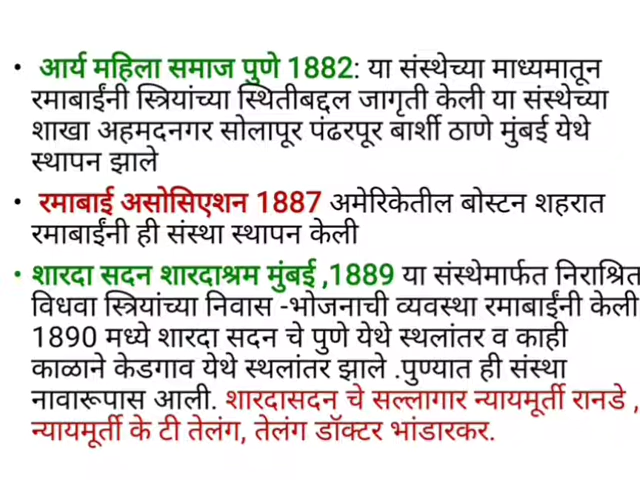 • आर्य महिला समाज पुणे 1882: या संस्थेच्या माध्यमातून
रमाबाईंनी स्त्रियांच्या स्थितीबद्दल जागृती केली या संस्थेच्या
शाखा अहमदनगर सोलापूर पंढरपूर बार्शी ठाणे मुंबई येथे
स्थापन झाले
• रमाबाई असोसिएशन 1887 अमेरिकेतील बोस्टन शहरात
रमाबाईंनी ही संस्था स्थापन केली
• शारदा सदन शारदाश्रम मुंबई ,1889 या संस्थेमार्फत निराश्रित
विधवा स्त्रियांच्या निवास -भोजनाची व्यवस्था रमाबाईंनी केली
1890 मध्ये शारदा सदन चे पुणे येथे स्थलांतर व काही
काळाने केडगाव येथे स्थलांतर झाले .पुण्यात ही संस्था
नावारूपास आली. शारदासदन चे सल्लागार न्यायमूर्ती रानडे ,
न्यायमूर्ती के टी तेलंग, तेलंग डॉक्टर भांडारकर.